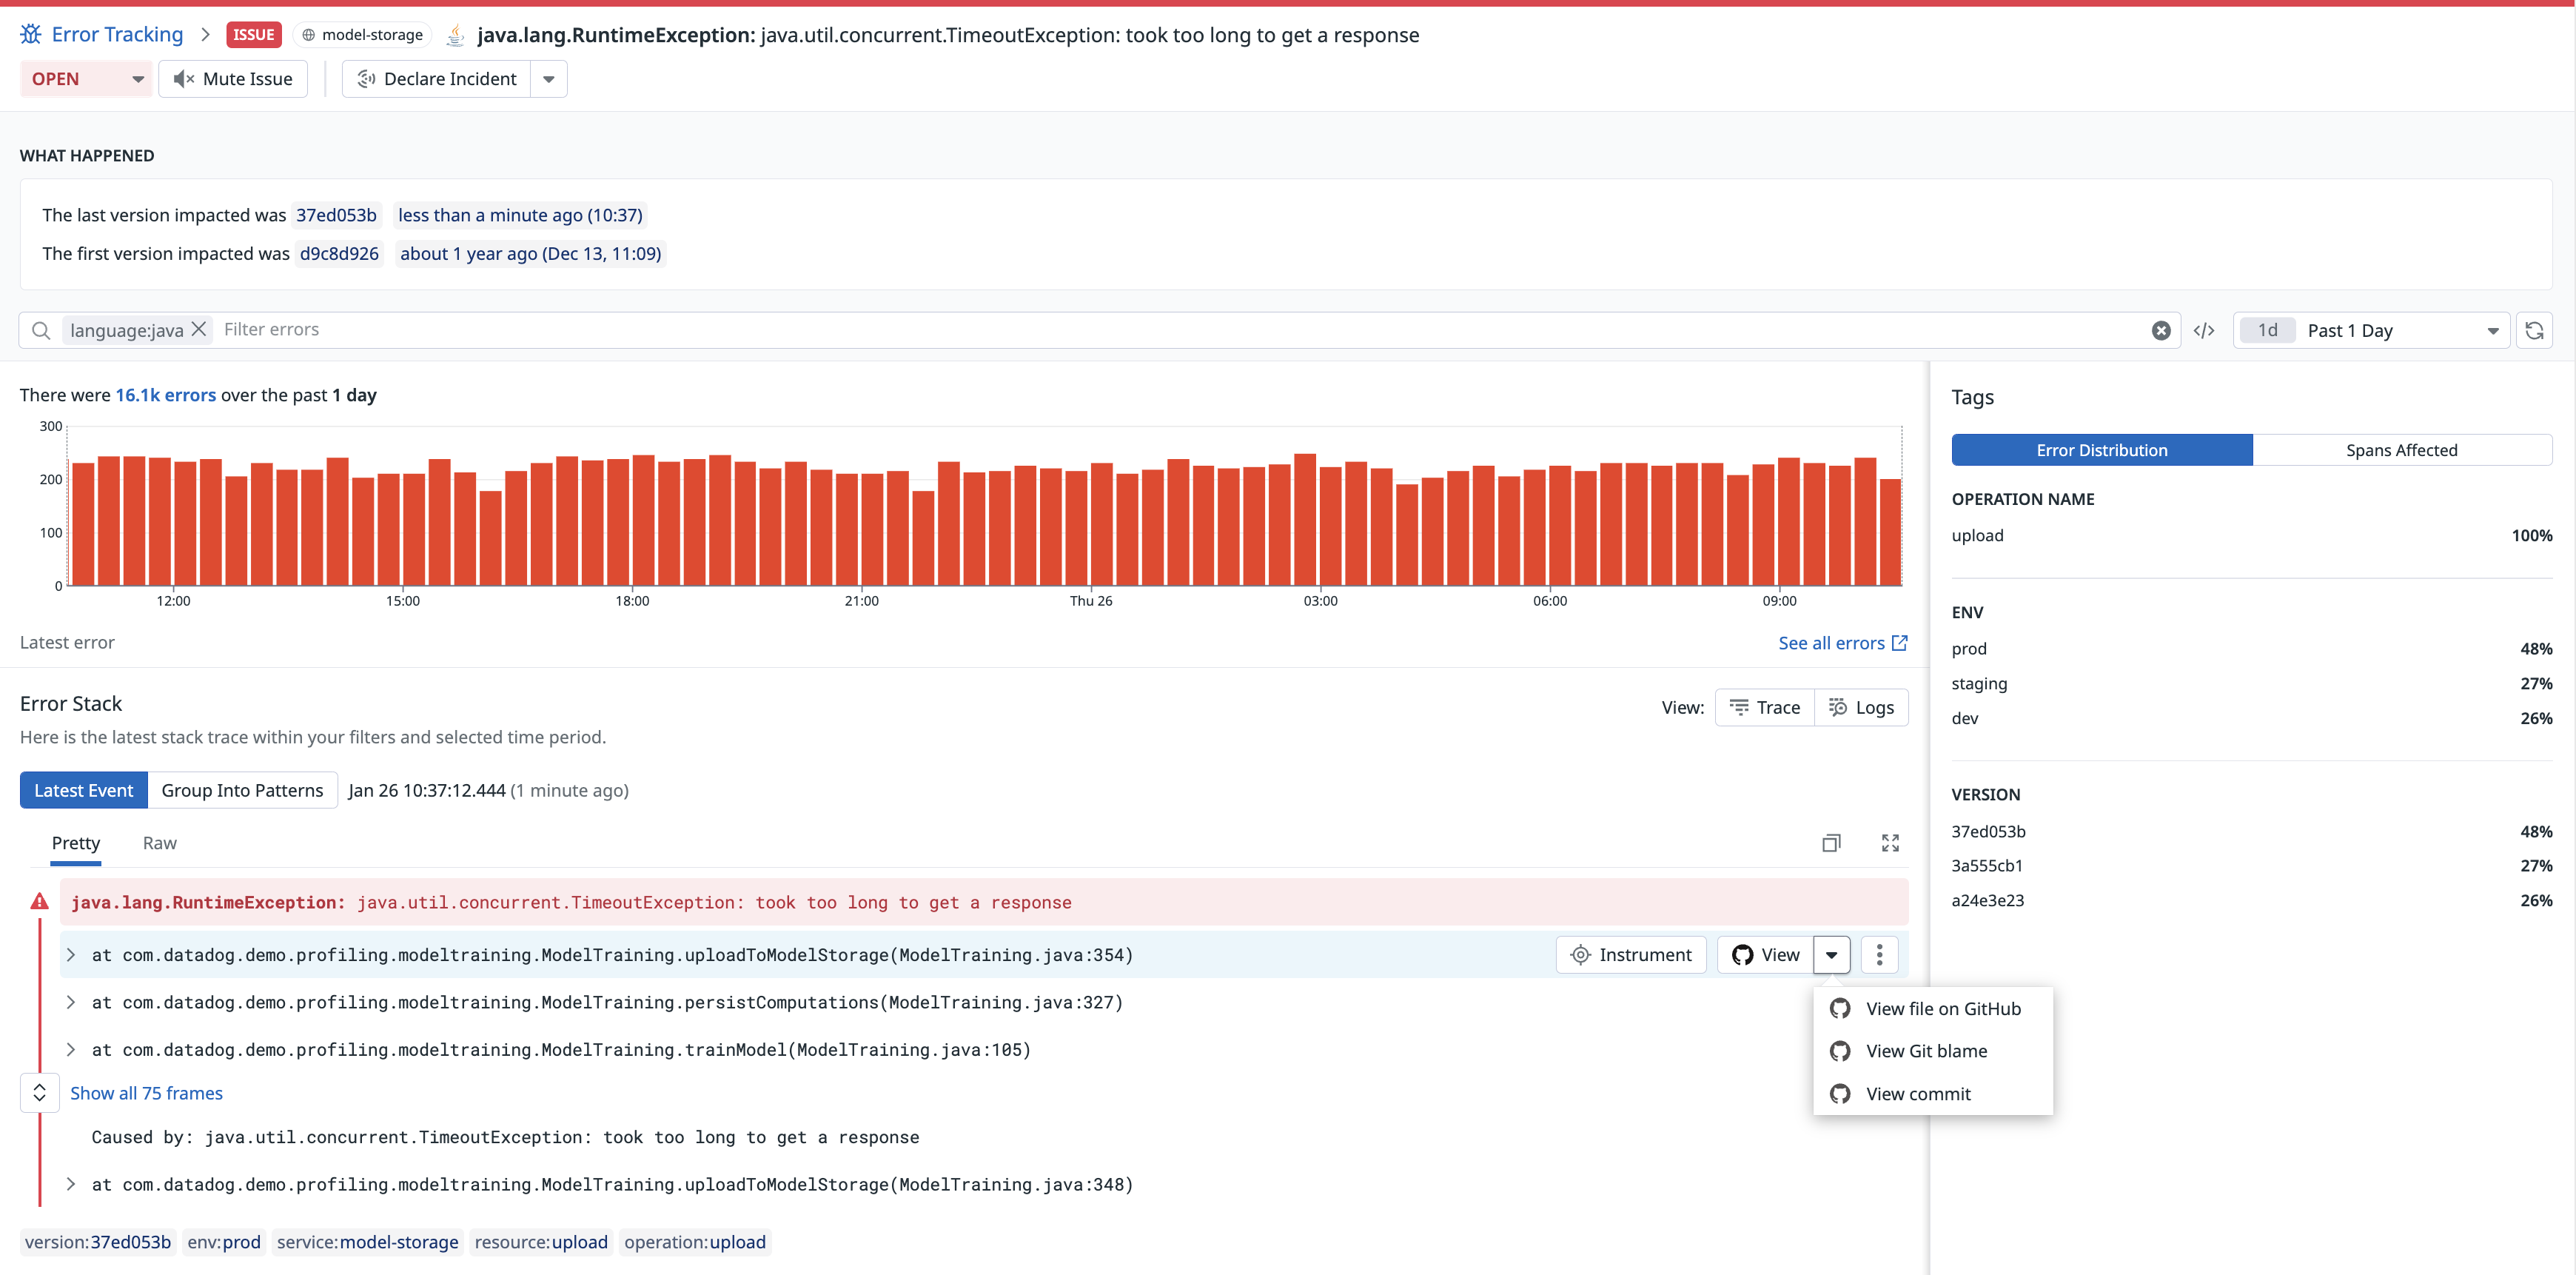 Error Tracking > ISSUE model-storage java.lang.RuntimeException: java.util.concurrent.TimeoutException: took too long to get a response
OPEN Mute Issue Declare Incident
WHAT HAPPENED
The last version impacted was 37ed053b less than a minute ago (10:37)
The first version impacted was d9c8d926 about 1 year ago (Dec 13, 11:09)
language:java Filter errors </> 1d Past 1 Day
There were 16.1k errors over the past 1 day
300
200
100
0
12:00 15:00 18:00 21:00 Thu 26 03:00 06:00 09:00
Latest error See all errors
Error Stack View: Trace Logs
Here is the latest stack trace within your filters and selected time period.
Latest Event Group Into Patterns Jan 26 10:37:12.444 (1 minute ago)
Pretty Raw
java.lang.RuntimeException: java.util.concurrent.TimeoutException: took too long to get a response
at com.datadog.demo.profiling.modeltraining.ModelTraining.uploadToModelStorage(ModelTraining.java:354) Instrument View
at com.datadog.demo.profiling.modeltraining.ModelTraining.persistComputations(ModelTraining.java:327)
at com.datadog.demo.profiling.modeltraining.ModelTraining.trainModel(ModelTraining.java:105)
Show all 75 frames
Caused by: java.util.concurrent.TimeoutException: took too long to get a response
at com.datadog.demo.profiling.modeltraining.ModelTraining.uploadToModelStorage(ModelTraining.java:348)
version:37ed053b env:prod service:model-storage resource:upload operation:upload
View file on GitHub
View Git blame
View commit
Tags
Error Distribution Spans Affected
OPERATION NAME
upload 100%
ENV
prod 48%
staging 27%
dev 26%
VERSION
37ed053b 48%
3a555cb1 27%
a24e3e23 26%